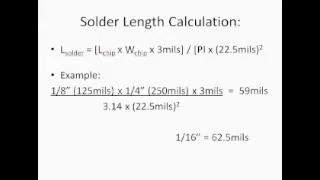 Solder Length Calculation:
• Lsolder = [Lchip x Wchip x 3mils] / [PI x (22.5mils)²
• Example:
1/8” (125mils) x 1/4” (250mils) x 3mils = 59mils
3.14 x (22.5mils)²
1/16” = 62.5mils